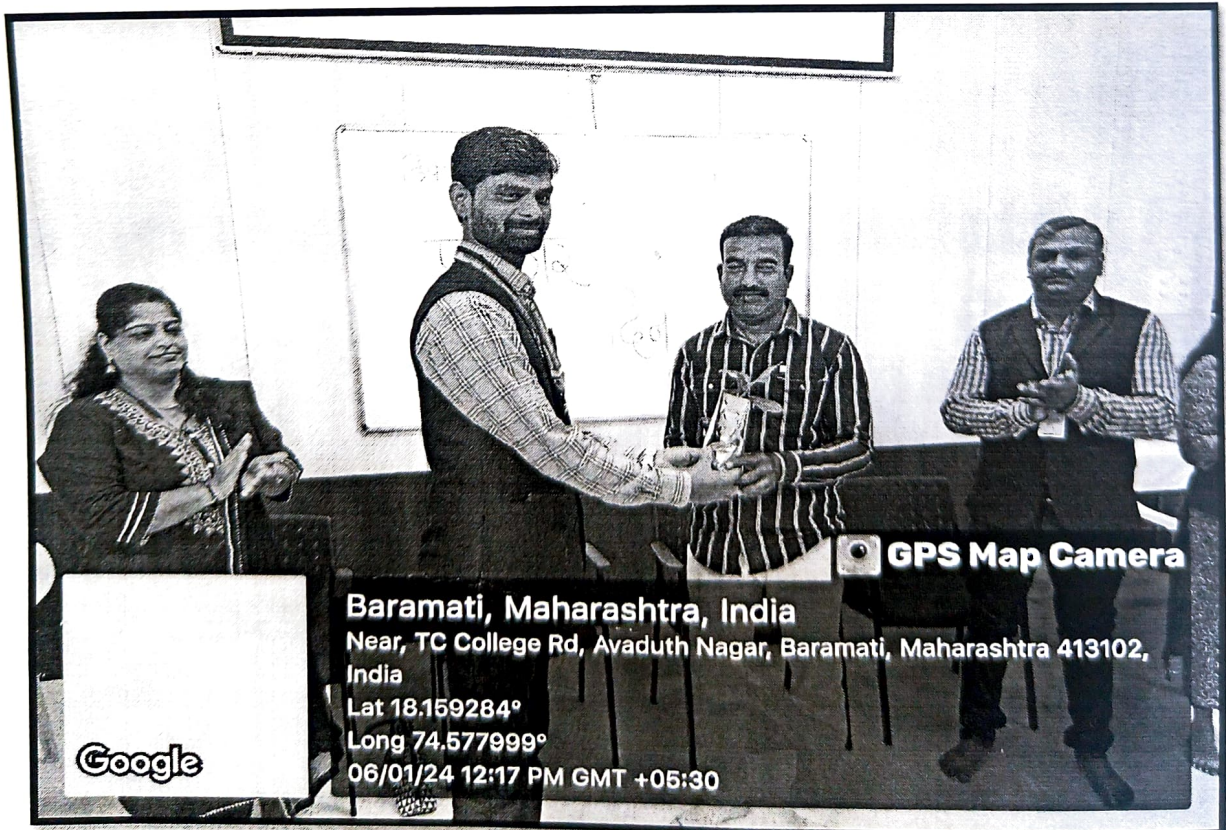 GPS Map Camera
Baramati, Maharashtra, India
Near, TC College Rd, Avaduth Nagar, Baramati, Maharashtra 413102,
India
Lat 18.159284°
Long 74.577999°
06/01/24 12:17 PM GMT +05:30
Google